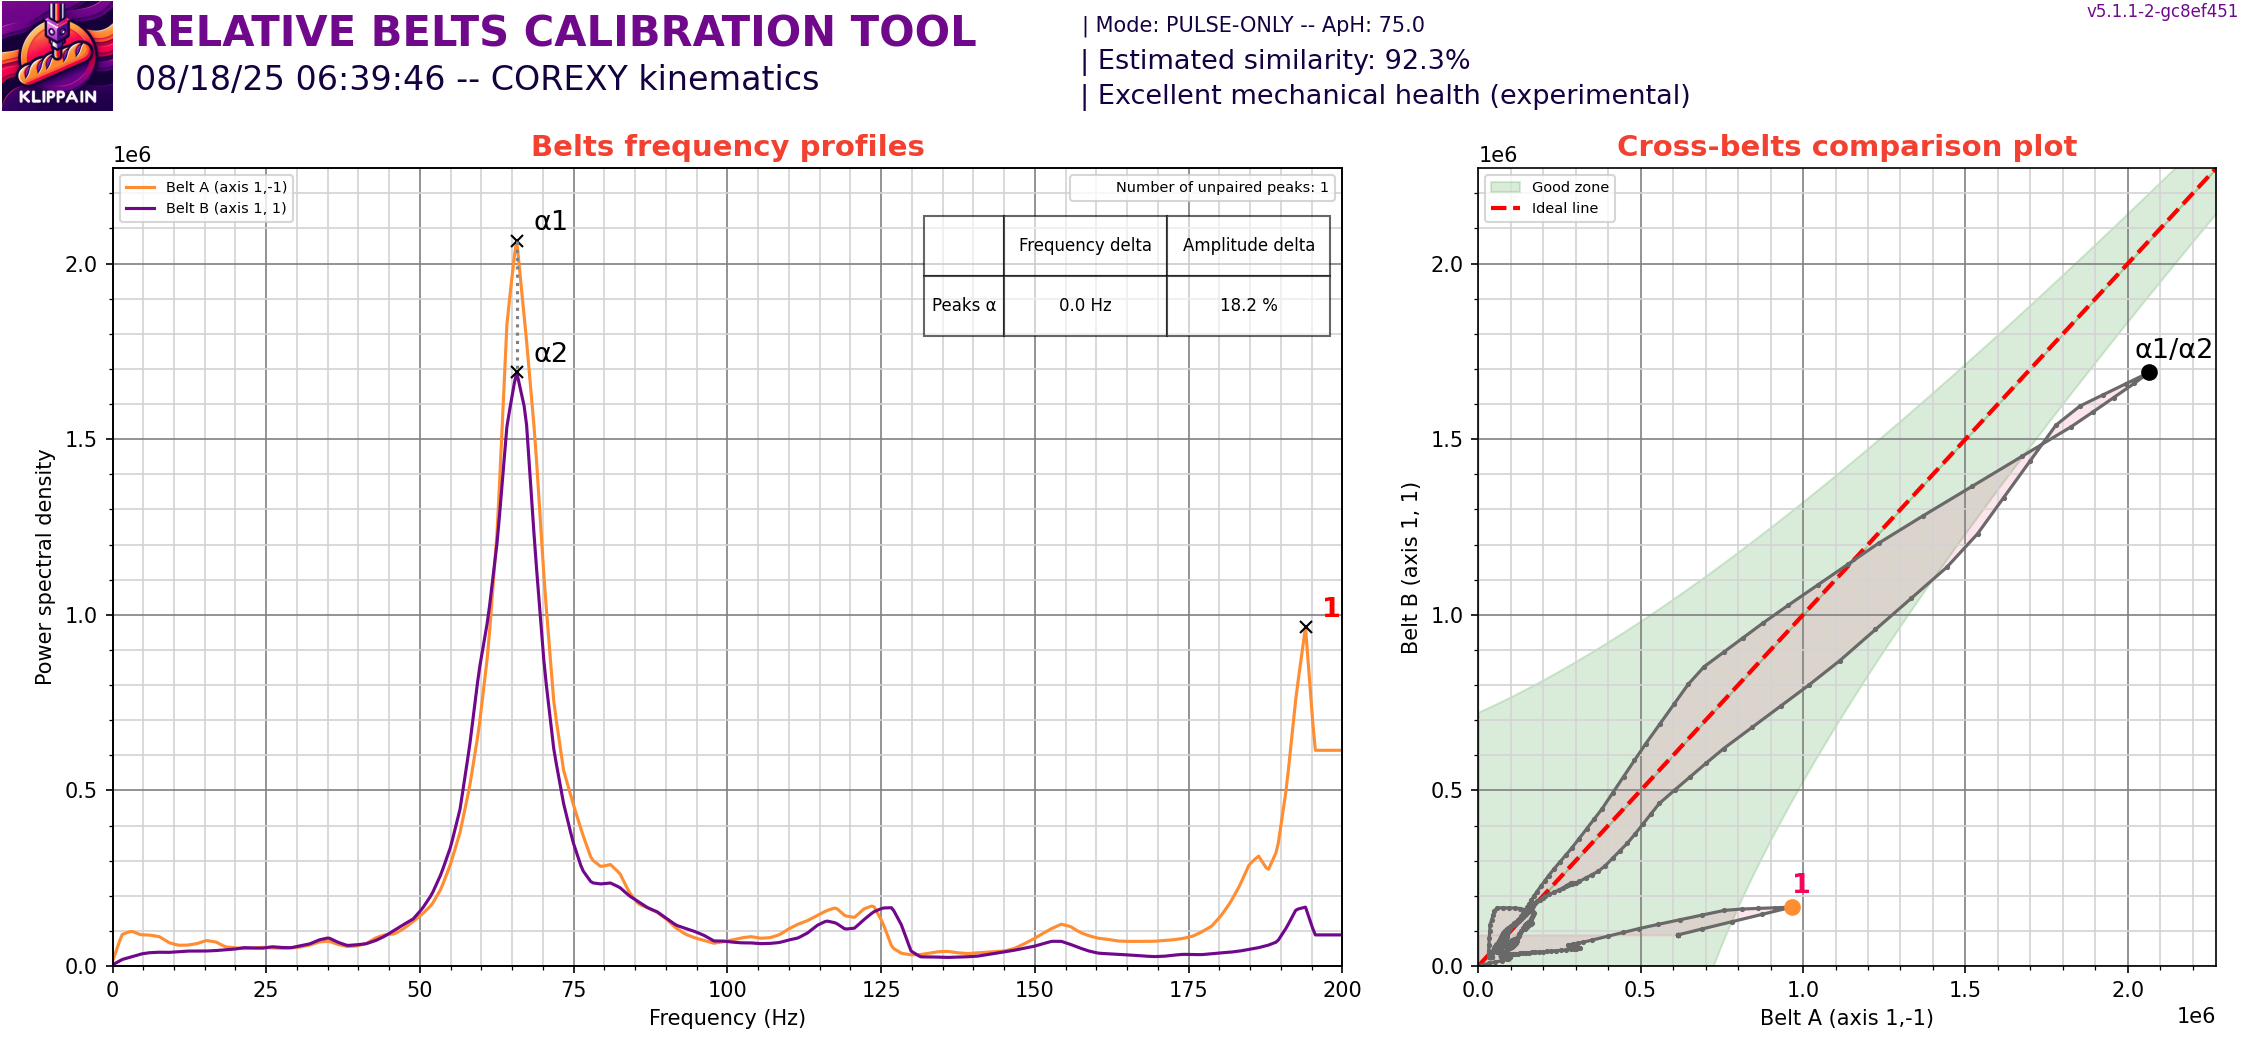 KLIPPAIN
RELATIVE BELTS CALIBRATION TOOL
08/18/25 06:39:46 -- COREXY kinematics
| Mode: PULSE-ONLY -- ApH: 75.0
| Estimated similarity: 92.3%
| Excellent mechanical health (experimental)
v5.1.1-2-gc8ef451
Belts frequency profiles
1e6
Belt A (axis 1,-1)
Belt B (axis 1, 1)
Number of unpaired peaks: 1
Frequency delta Amplitude delta
Peaks α 0.0 Hz 18.2 %
α1
α2
1
2.0
1.5
1.0
0.5
0.0
Power spectral density
0 25 50 75 100 125 150 175 200
Frequency (Hz)
Cross-belts comparison plot
1e6
Good zone
Ideal line
α1/α2
1
2.0
1.5
1.0
0.5
0.0
Belt B (axis 1, 1)
0.0 0.5 1.0 1.5 2.0
Belt A (axis 1,-1)
1e6